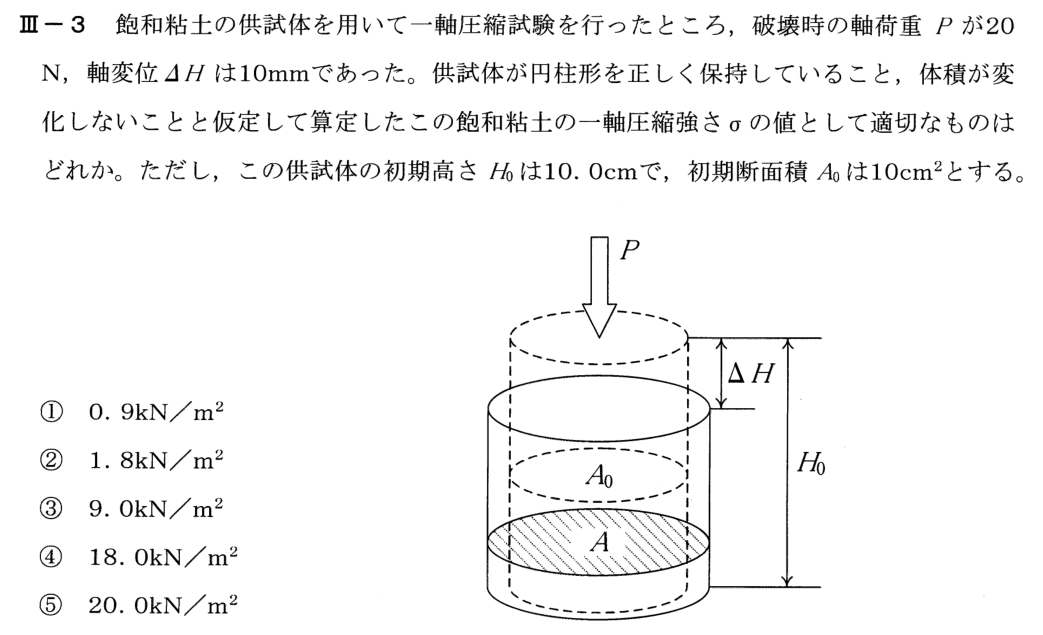 Ⅲ－3　飽和粘土の供試体を用いて一軸圧縮試験を行ったところ，破壊時の軸荷重 P が20
N，軸変位ΔH は10mmであった。供試体が円柱形を正しく保持していること，体積が変
化しないことと仮定して算定したこの飽和粘土の一軸圧縮強さσの値として適切なものは
どれか。ただし，この供試体の初期高さ H₀は10.0cmで，初期断面積 A₀は10cm²とする。
P
ΔH
H₀
A₀
A
① 0.9kN／m²
② 1.8kN／m²
③ 9.0kN／m²
④ 18.0kN／m²
⑤ 20.0kN／m²